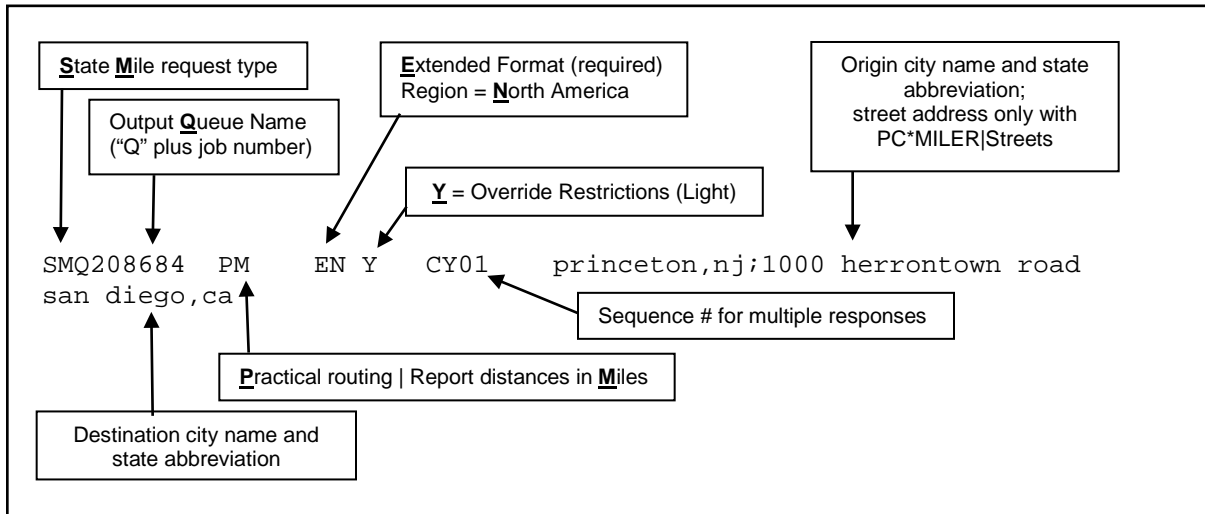 State Mile request type
Extended Format (required)
Region = North America
Origin city name and state
abbreviation;
street address only with
PC*MILER|Streets
Output Queue Name
(“Q” plus job number)
Y = Override Restrictions (Light)
SMQ208684 PM EN Y CY01 princeton,nj;1000 herrontown road
san diego,ca
Sequence # for multiple responses
Practical routing | Report distances in Miles
Destination city name and
state abbreviation